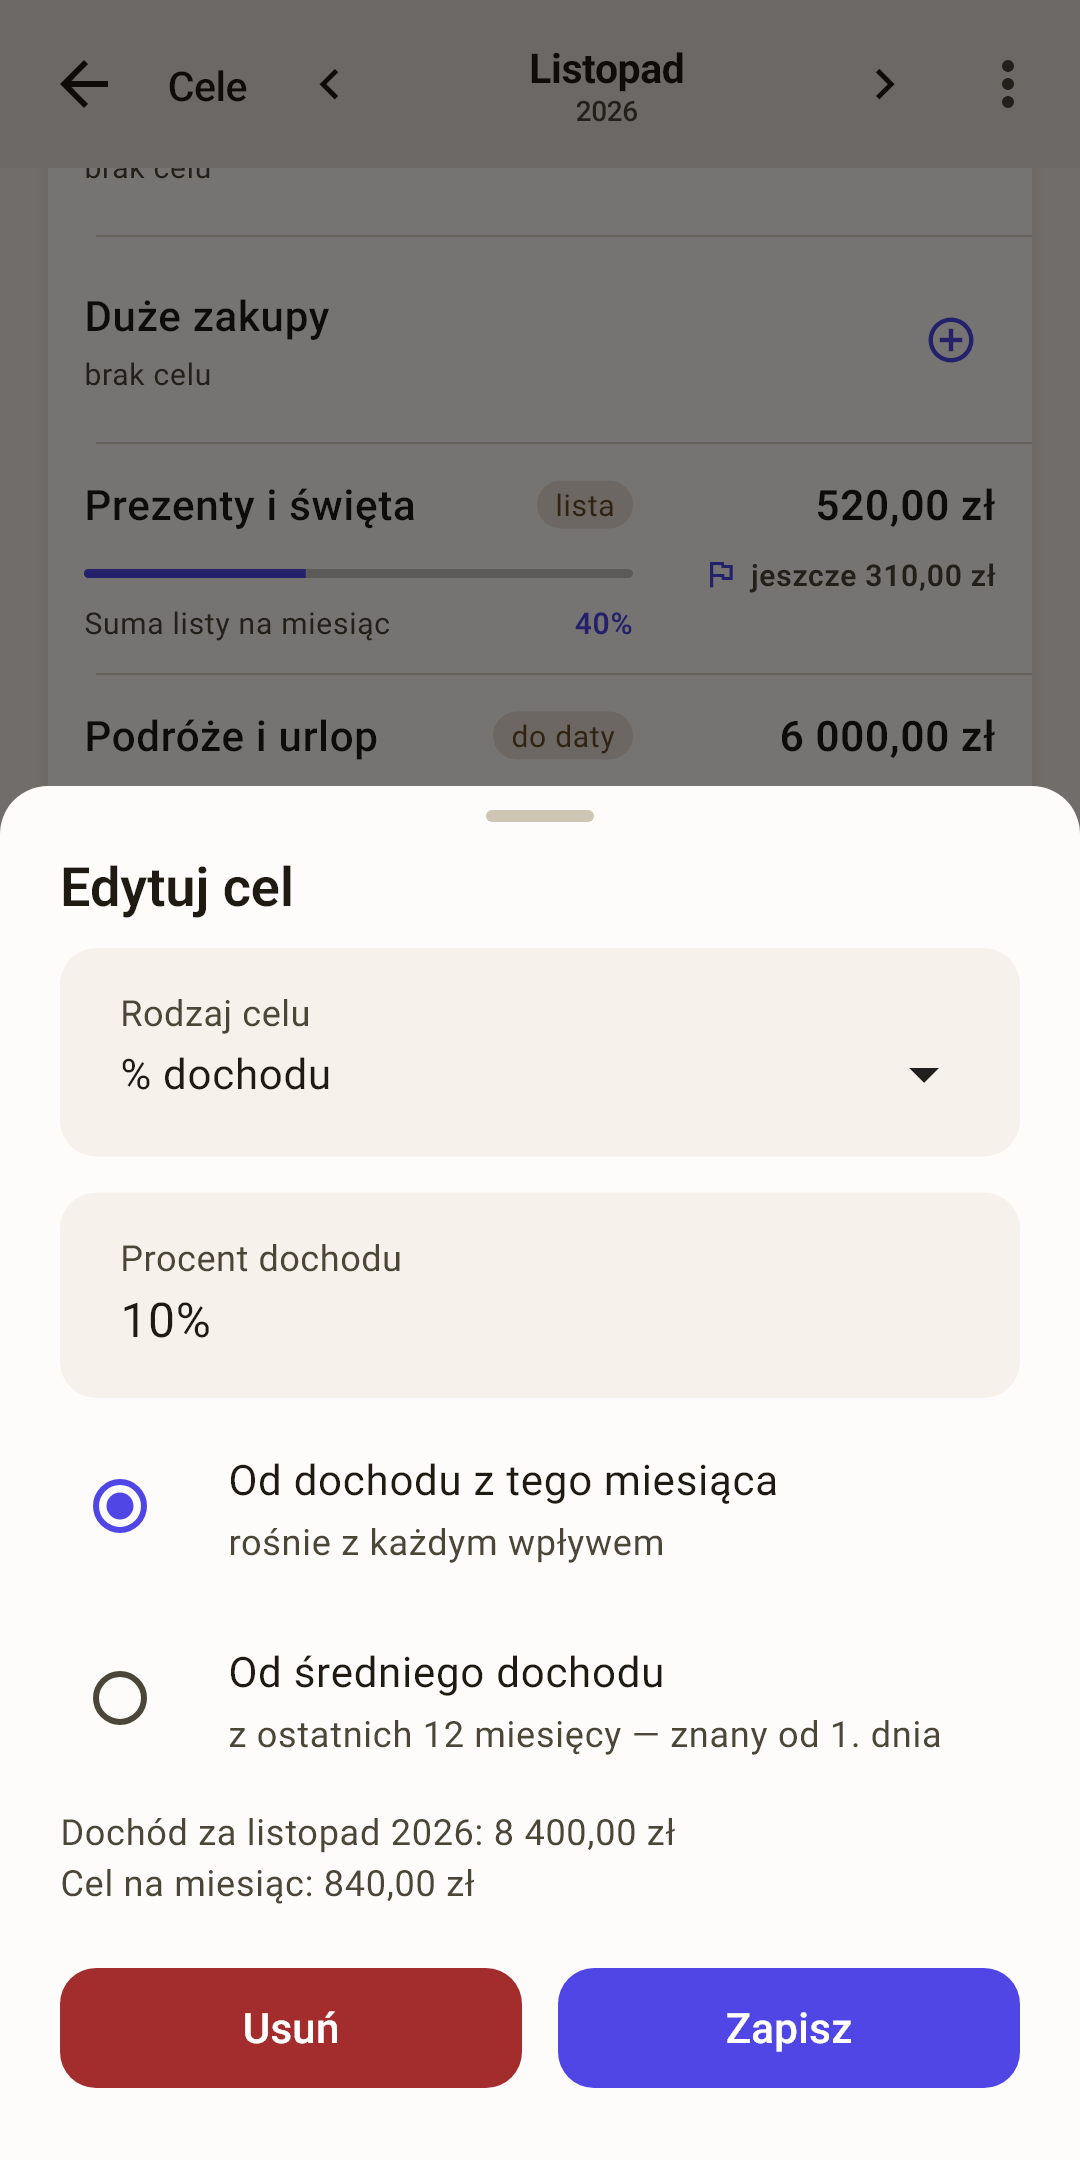 Cele
Listopad
2026
brak celu
Duże zakupy
brak celu
Prezenty i święta
lista
520,00 zł
jeszcze 310,00 zł
Suma listy na miesiąc
40%
Podróże i urlop
do daty
6 000,00 zł
Edytuj cel
Rodzaj celu
% dochodu
Procent dochodu
10%
Od dochodu z tego miesiąca
rośnie z każdym wpływem
Od średniego dochodu
z ostatnich 12 miesięcy — znany od 1. dnia
Dochód za listopad 2026: 8 400,00 zł
Cel na miesiąc: 840,00 zł
Usuń
Zapisz